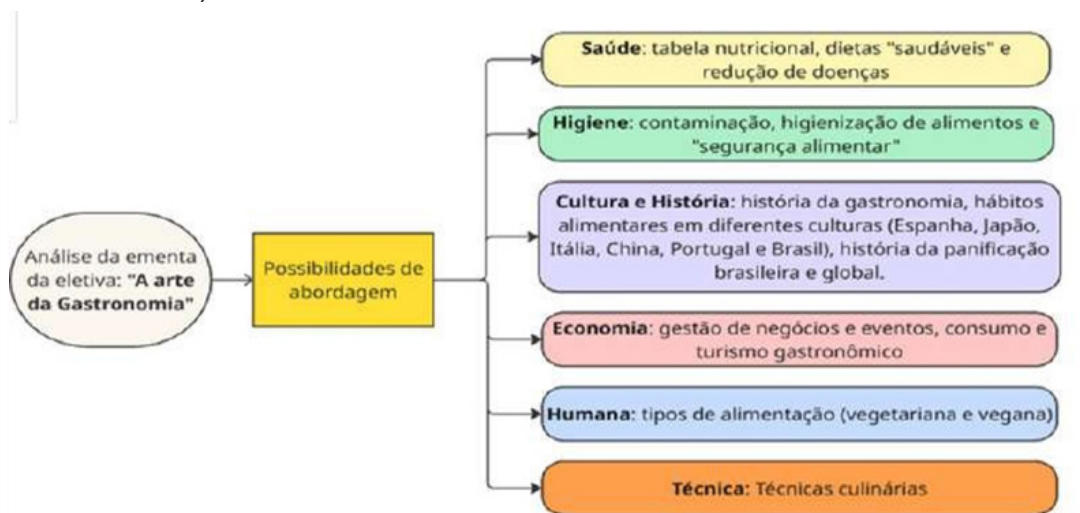 Análise da ementa
da eletiva: "A arte
da Gastronomia"
Possibilidades de
abordagem
Saúde: tabela nutricional, dietas "saudáveis" e
redução de doenças
Higiene: contaminação, higienização de alimentos e
"segurança alimentar"
Cultura e História: história da gastronomia, hábitos
alimentares em diferentes culturas (Espanha, Japão,
Itália, China, Portugal e Brasil), história da panificação
brasileira e global.
Economia: gestão de negócios e eventos, consumo e
turismo gastronômico
Humana: tipos de alimentação (vegetariana e vegana)
Técnica: Técnicas culinárias